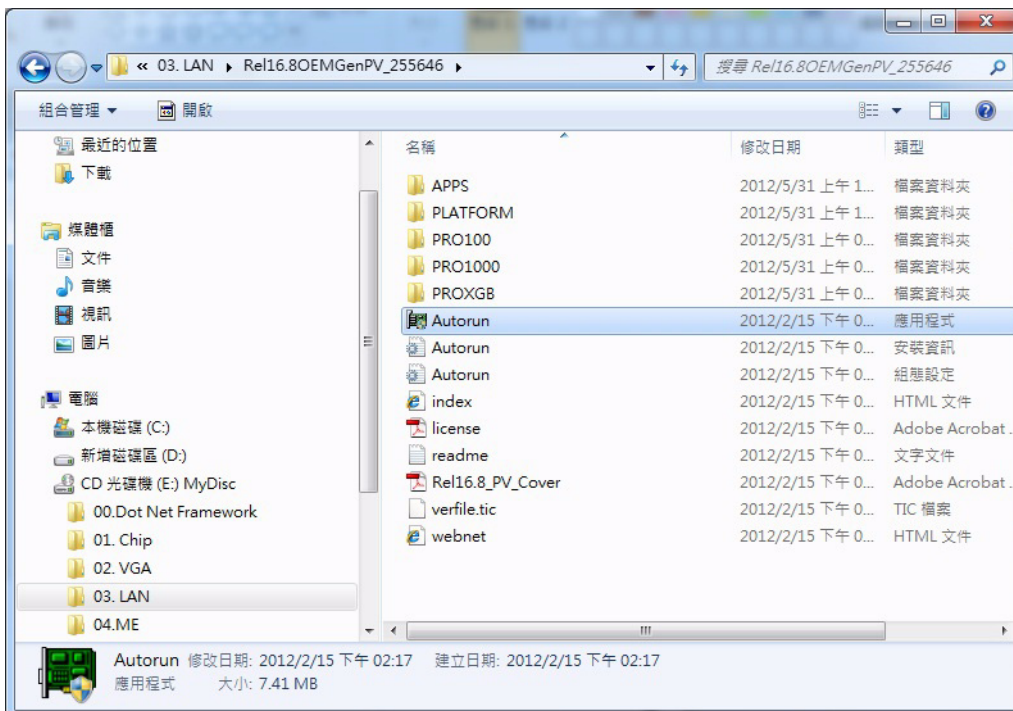 « 03. LAN ▸ Rel16.8OEMGenPV_255646 ▸
搜尋 Rel16.8OEMGenPV_255646
組合管理 ▾ 開啟
最近的位置
下載
媒體櫃
文件
音樂
視訊
圖片
電腦
本機磁碟 (C:)
新增磁碟區 (D:)
CD 光碟機 (E:) MyDisc
00.Dot Net Framework
01. Chip
02. VGA
03. LAN
04.ME
名稱 修改日期 類型
APPS 2012/5/31 上午 1... 檔案資料夾
PLATFORM 2012/5/31 上午 1... 檔案資料夾
PRO100 2012/5/31 上午 0... 檔案資料夾
PRO1000 2012/5/31 上午 0... 檔案資料夾
PROXGB 2012/5/31 上午 0... 檔案資料夾
Autorun 2012/2/15 下午 0... 應用程式
Autorun 2012/2/15 下午 0... 安裝資訊
Autorun 2012/2/15 下午 0... 組態設定
index 2012/2/15 下午 0... HTML 文件
license 2012/2/15 下午 0... Adobe Acrobat .
readme 2012/2/15 下午 0... 文字文件
Rel16.8_PV_Cover 2012/2/15 下午 0... Adobe Acrobat .
verfile.tic 2012/2/15 下午 0... TIC 檔案
webnet 2012/2/15 下午 0... HTML 文件
Autorun 修改日期: 2012/2/15 下午 02:17 建立日期: 2012/2/15 下午 02:17
應用程式 大小: 7.41 MB